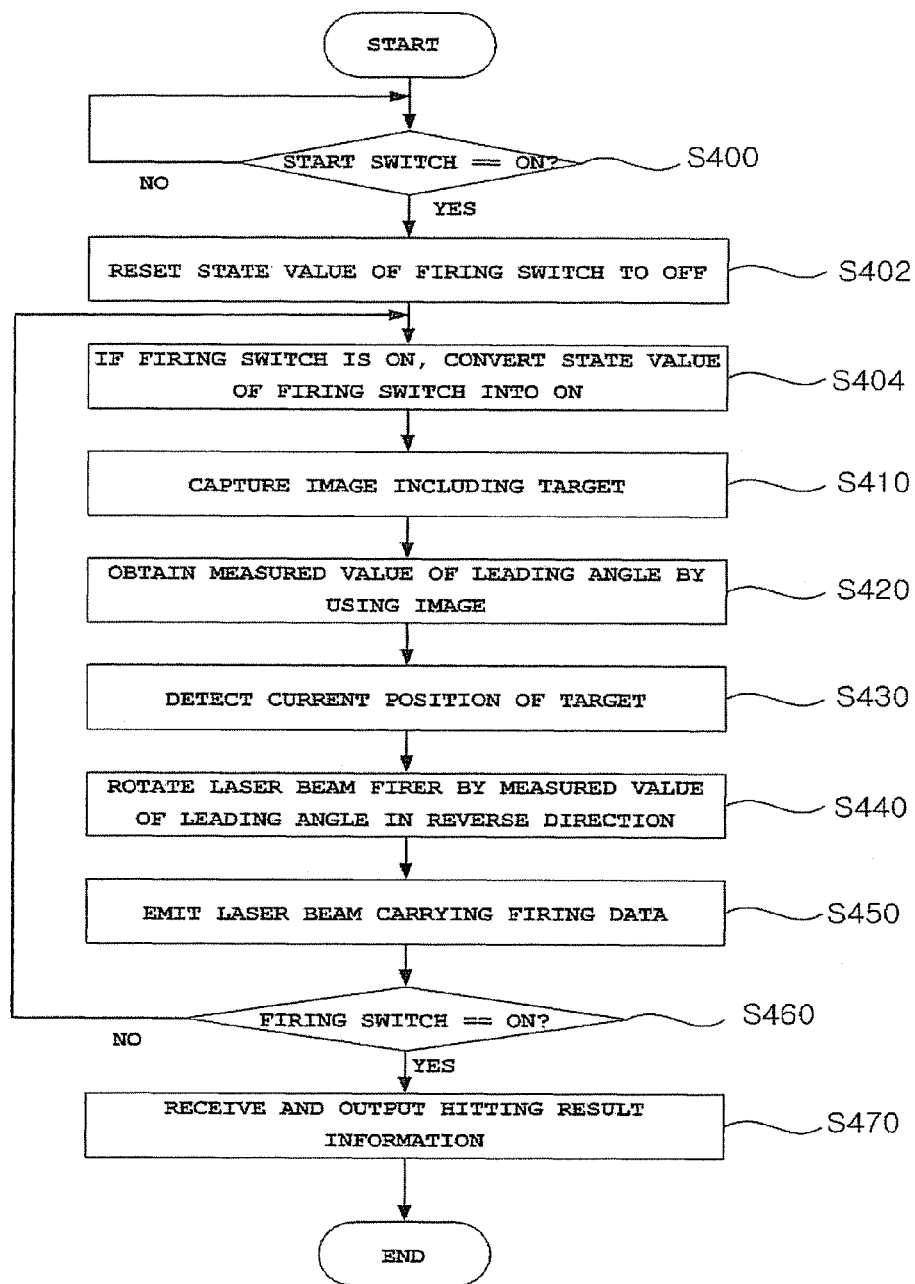 START
START SWITCH == ON?
S400
NO
YES
RESET STATE VALUE OF FIRING SWITCH TO OFF
S402
IF FIRING SWITCH IS ON, CONVERT STATE VALUE
OF FIRING SWITCH INTO ON
S404
CAPTURE IMAGE INCLUDING TARGET
S410
OBTAIN MEASURED VALUE OF LEADING ANGLE BY
USING IMAGE
S420
DETECT CURRENT POSITION OF TARGET
S430
ROTATE LASER BEAM FIRER BY MEASURED VALUE
OF LEADING ANGLE IN REVERSE DIRECTION
S440
EMIT LASER BEAM CARRYING FIRING DATA
S450
FIRING SWITCH == ON?
S460
NO
YES
RECEIVE AND OUTPUT HITTING RESULT
INFORMATION
S470
END